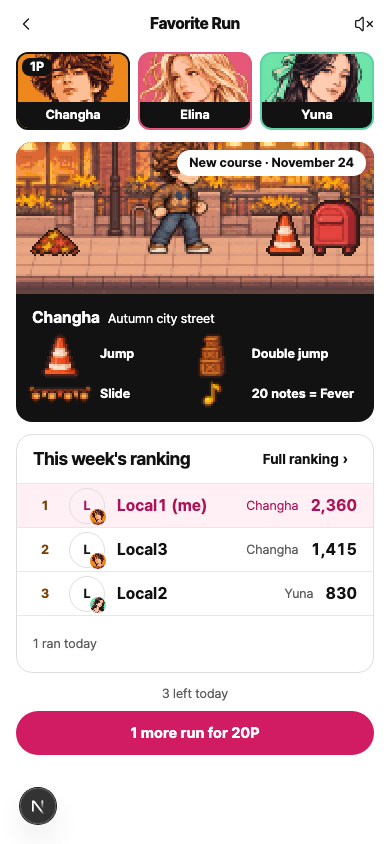 Favorite Run
1P
Changha
Elina
Yuna
New course · November 24
Changha Autumn city street
Jump
Double jump
Slide
20 notes = Fever
This week's ranking
Full ranking ›
1 L Local1 (me) Changha 2,360
2 L Local3 Changha 1,415
3 L Local2 Yuna 830
1 ran today
3 left today
1 more run for 20P
N